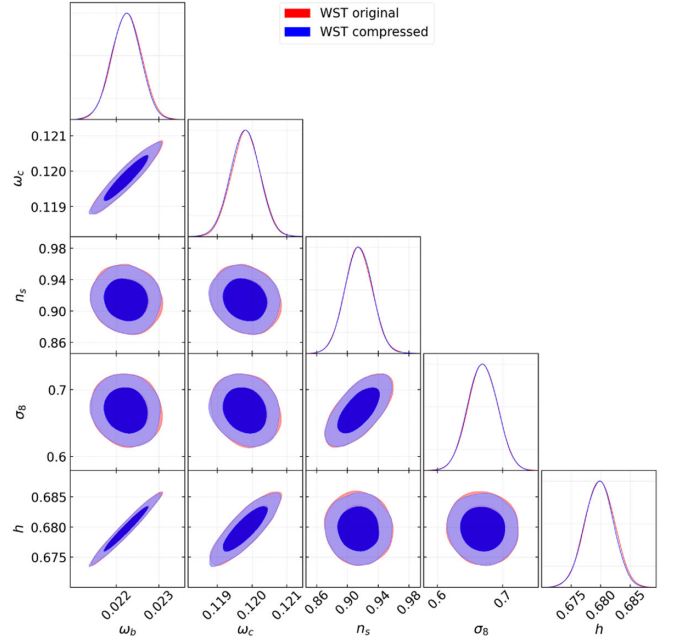 WST original
WST compressed
0.121
0.120
0.119
ω_c
0.98
0.94
0.90
0.86
n_s
0.7
0.6
σ_8
0.685
0.680
0.675
h
0.022 0.023
0.119 0.120 0.121
0.86 0.90 0.94 0.98
0.6 0.7
0.675 0.680 0.685
ω_b ω_c n_s σ_8 h